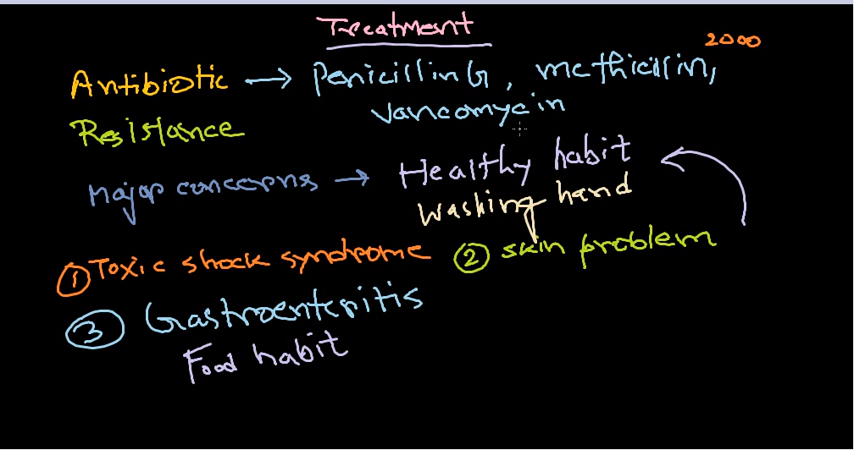 Treatment
2000
Antibiotic → Penicillin G, methicillin,
vancomycin
Resistance
Major concerns → Healthy habit
Washing hand
① Toxic shock syndrome ② skin problem
③ Gastroenteritis
Food habit